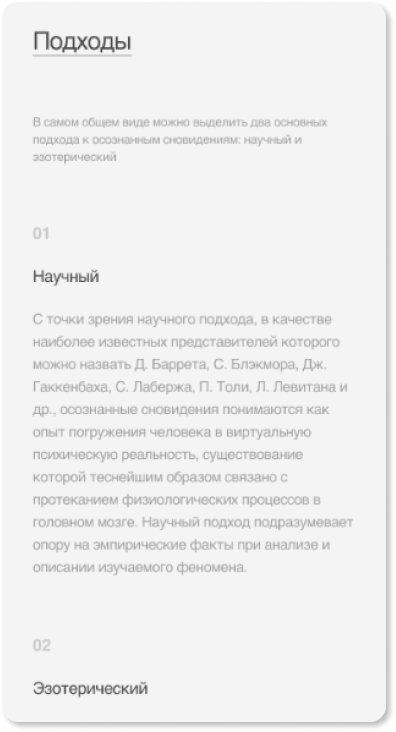 Подходы
В самом общем виде можно выделить два основных
подхода к осознанным сновидениям: научный и
эзотерический
01
Научный
С точки зрения научного подхода, в качестве
наиболее известных представителей которого
можно назвать Д. Баррета, С. Блэкмора, Дж.
Гаккенбаха, С. Лабержа, П. Толи, Л. Левитана и
др., осознанные сновидения понимаются как
опыт погружения человека в виртуальную
психическую реальность, существование
которой теснейшим образом связано с
протеканием физиологических процессов в
головном мозге. Научный подход подразумевает
опору на эмпирические факты при анализе и
описании изучаемого феномена.
02
Эзотерический